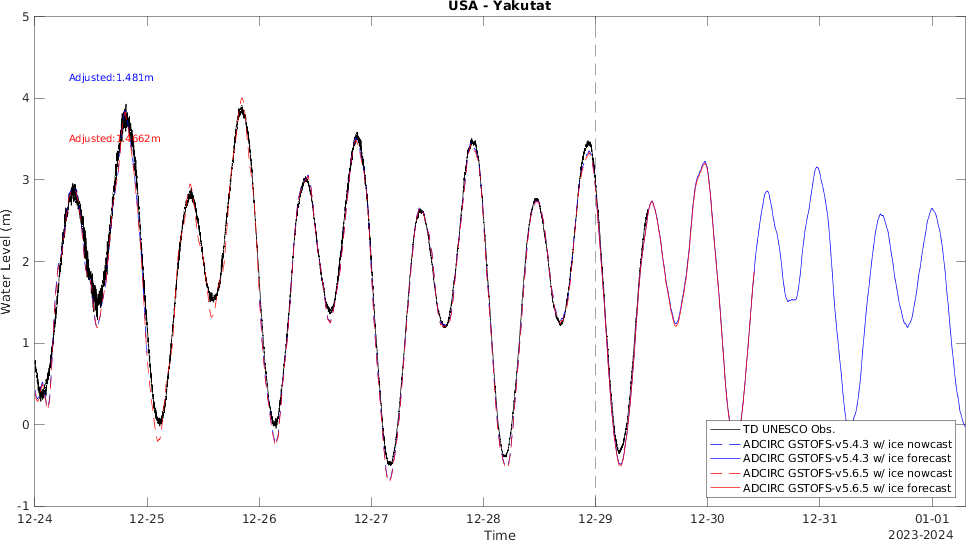 USA - Yakutat
5
Adjusted:1.481m
4
Adjusted:1.4662m
3
2
1
0
-1
Water Level (m)
TD UNESCO Obs.
ADCIRC GSTOFS-v5.4.3 w/ ice nowcast
ADCIRC GSTOFS-v5.4.3 w/ ice forecast
ADCIRC GSTOFS-v5.6.5 w/ ice nowcast
ADCIRC GSTOFS-v5.6.5 w/ ice forecast
12-24 12-25 12-26 12-27 12-28 12-29 12-30 12-31 01-01
Time
2023-2024